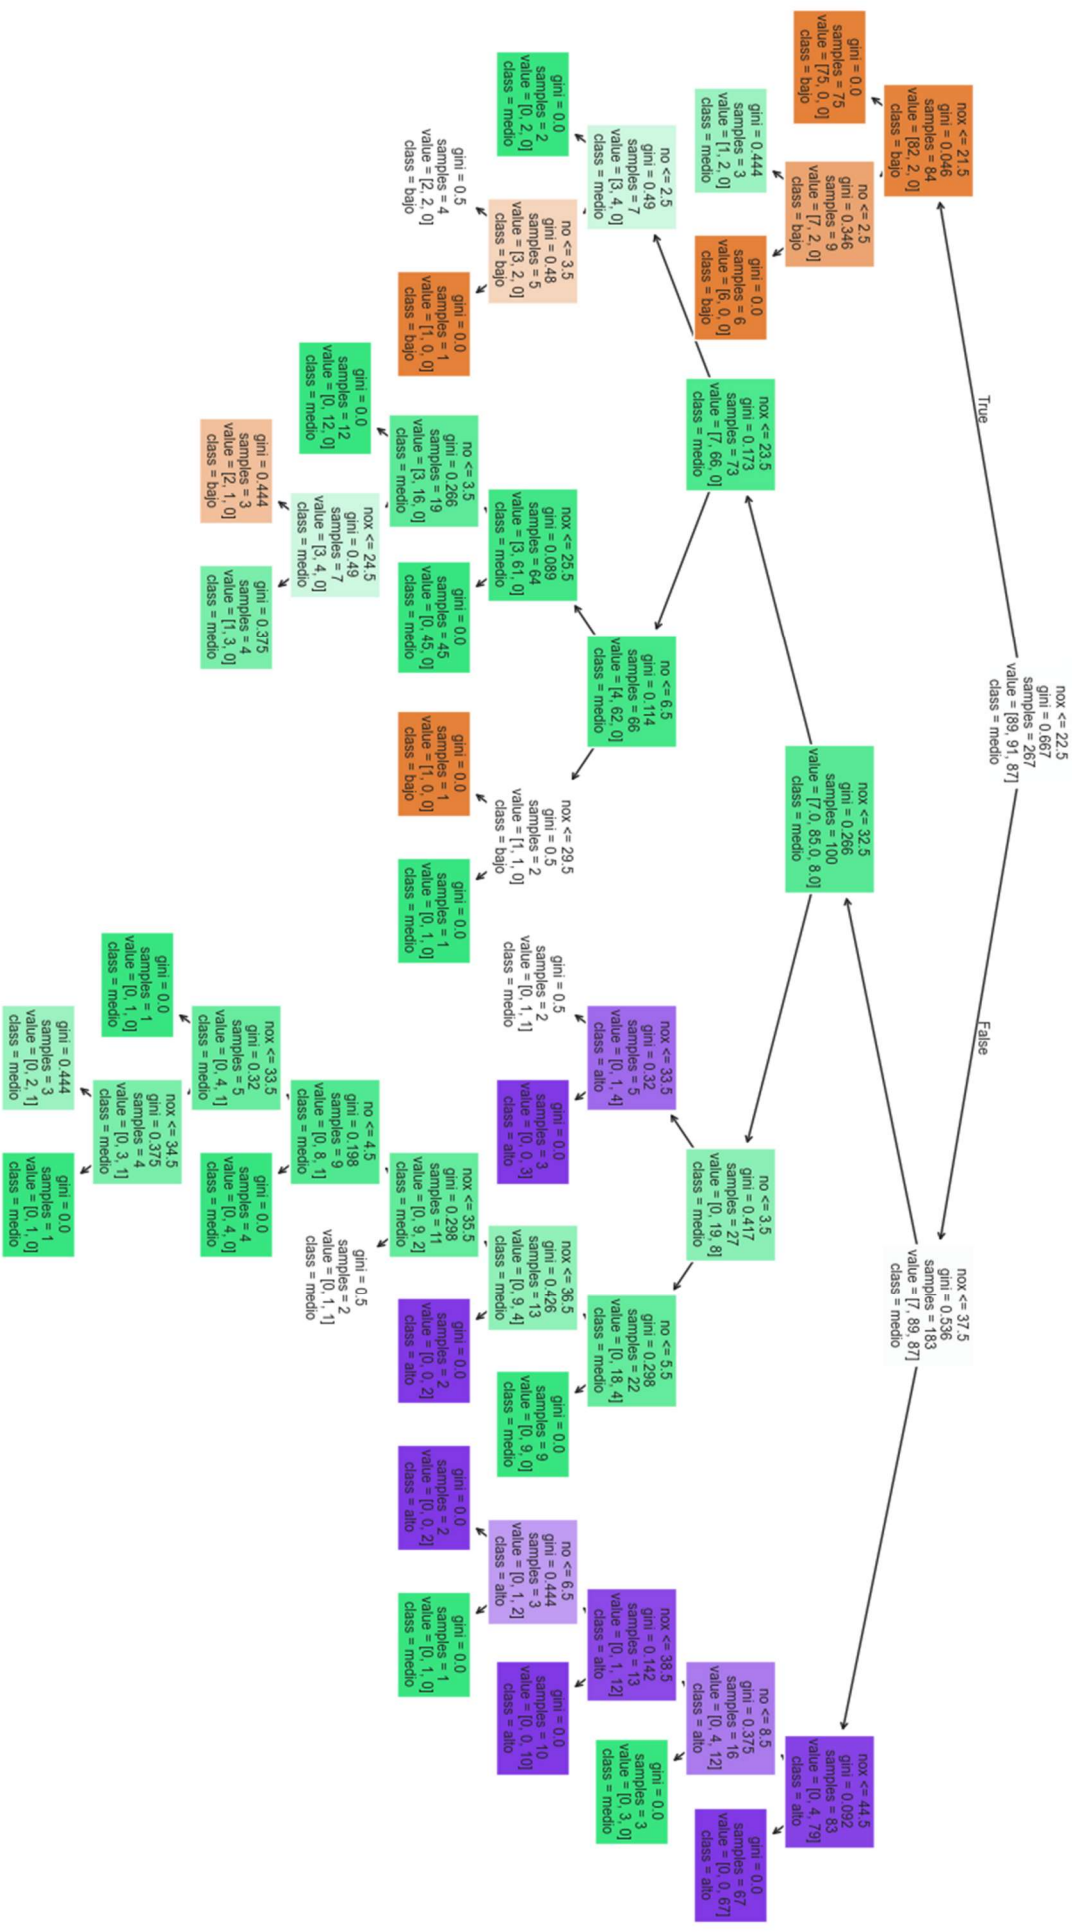 nox <= 22.5
gini = 0.667
samples = 267
value = [89, 91, 87]
class = medio
True
False
nox <= 21.5
gini = 0.046
samples = 84
value = [82, 2, 0]
class = bajo
nox <= 37.5
gini = 0.536
samples = 183
value = [7, 89, 87]
class = medio
gini = 0.0
samples = 75
value = [75, 0, 0]
class = bajo
no <= 2.5
gini = 0.346
samples = 9
value = [7, 2, 0]
class = bajo
nox <= 32.5
gini = 0.266
samples = 100
value = [7.0, 85.0, 8.0]
class = medio
nox <= 44.5
gini = 0.092
samples = 83
value = [0, 4, 79]
class = alto
gini = 0.444
samples = 3
value = [1, 2, 0]
class = medio
gini = 0.0
samples = 6
value = [6, 0, 0]
class = bajo
nox <= 23.5
gini = 0.173
samples = 73
value = [7, 66, 0]
class = medio
no <= 3.5
gini = 0.417
samples = 27
value = [0, 19, 8]
class = medio
no <= 8.5
gini = 0.375
samples = 16
value = [0, 4, 12]
class = alto
gini = 0.0
samples = 67
value = [0, 0, 67]
class = alto
no <= 2.5
gini = 0.49
samples = 7
value = [3, 4, 0]
class = medio
no <= 6.5
gini = 0.114
samples = 66
value = [4, 62, 0]
class = medio
nox <= 33.5
gini = 0.32
samples = 5
value = [0, 1, 4]
class = alto
no <= 5.5
gini = 0.298
samples = 22
value = [0, 18, 4]
class = medio
nox <= 38.5
gini = 0.142
samples = 13
value = [0, 1, 12]
class = alto
gini = 0.0
samples = 3
value = [0, 3, 0]
class = medio
gini = 0.0
samples = 2
value = [0, 2, 0]
class = medio
no <= 3.5
gini = 0.48
samples = 5
value = [3, 2, 0]
class = bajo
nox <= 25.5
gini = 0.089
samples = 64
value = [3, 61, 0]
class = medio
nox <= 29.5
gini = 0.5
samples = 2
value = [1, 1, 0]
class = bajo
gini = 0.5
samples = 2
value = [0, 1, 1]
class = medio
gini = 0.0
samples = 3
value = [0, 0, 3]
class = alto
nox <= 36.5
gini = 0.426
samples = 13
value = [0, 9, 4]
class = medio
gini = 0.0
samples = 9
value = [0, 9, 0]
class = medio
no <= 6.5
gini = 0.444
samples = 3
value = [0, 1, 2]
class = alto
gini = 0.0
samples = 10
value = [0, 0, 10]
class = alto
gini = 0.5
samples = 4
value = [2, 2, 0]
class = bajo
gini = 0.0
samples = 1
value = [1, 0, 0]
class = bajo
no <= 3.5
gini = 0.266
samples = 19
value = [3, 16, 0]
class = medio
gini = 0.0
samples = 45
value = [0, 45, 0]
class = medio
gini = 0.0
samples = 1
value = [1, 0, 0]
class = bajo
gini = 0.0
samples = 1
value = [0, 1, 0]
class = medio
nox <= 35.5
gini = 0.298
samples = 11
value = [0, 9, 2]
class = medio
gini = 0.0
samples = 2
value = [0, 0, 2]
class = alto
gini = 0.0
samples = 2
value = [0, 0, 2]
class = alto
gini = 0.0
samples = 1
value = [0, 1, 0]
class = medio
gini = 0.0
samples = 12
value = [0, 12, 0]
class = medio
nox <= 24.5
gini = 0.49
samples = 7
value = [3, 4, 0]
class = medio
no <= 4.5
gini = 0.198
samples = 9
value = [0, 8, 1]
class = medio
gini = 0.5
samples = 2
value = [0, 1, 1]
class = medio
gini = 0.444
samples = 3
value = [2, 1, 0]
class = bajo
gini = 0.375
samples = 4
value = [1, 3, 0]
class = medio
nox <= 33.5
gini = 0.32
samples = 5
value = [0, 4, 1]
class = medio
gini = 0.0
samples = 4
value = [0, 4, 0]
class = medio
gini = 0.0
samples = 1
value = [0, 1, 0]
class = medio
nox <= 34.5
gini = 0.375
samples = 4
value = [0, 3, 1]
class = medio
gini = 0.444
samples = 3
value = [0, 2, 1]
class = medio
gini = 0.0
samples = 1
value = [0, 1, 0]
class = medio